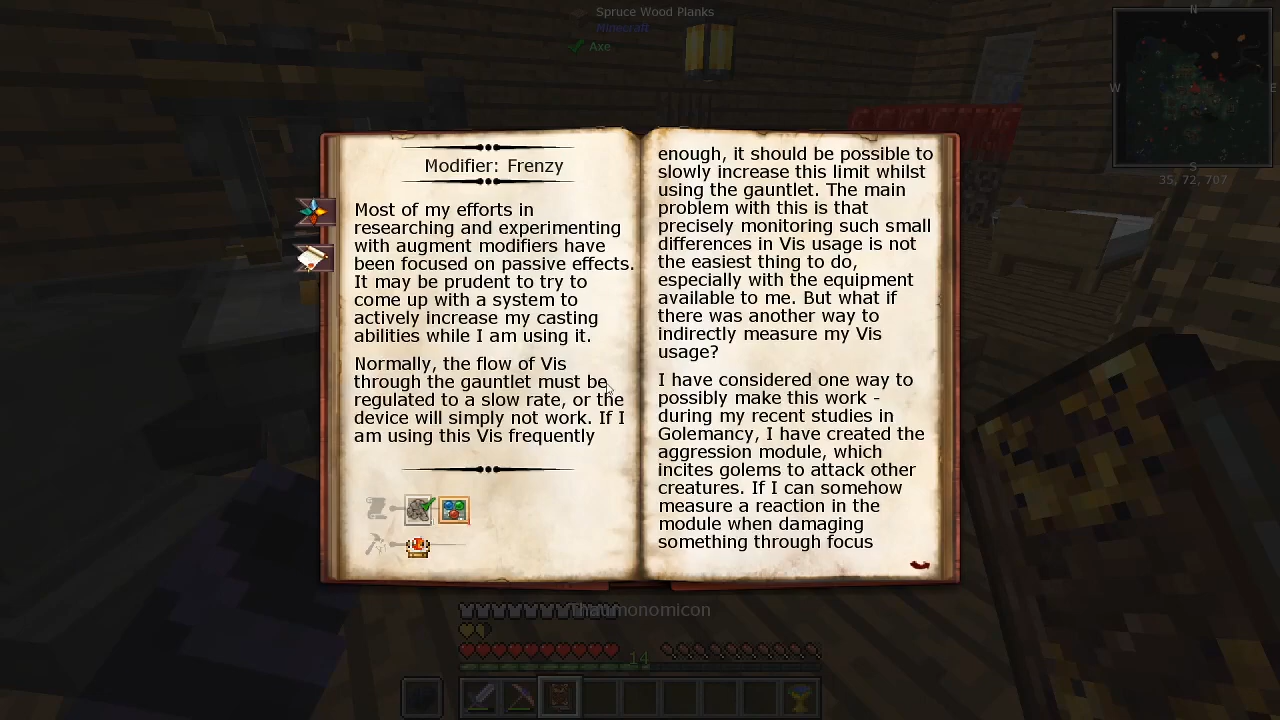 Spruce Wood Planks
Minecraft
Axe
N
W
E
S
35, 72, 707
Modifier: Frenzy
Most of my efforts in
researching and experimenting
with augment modifiers have
been focused on passive effects.
It may be prudent to try to
come up with a system to
actively increase my casting
abilities while I am using it.
Normally, the flow of Vis
through the gauntlet must be
regulated to a slow rate, or the
device will simply not work. If I
am using this Vis frequently
enough, it should be possible to
slowly increase this limit whilst
using the gauntlet. The main
problem with this is that
precisely monitoring such small
differences in Vis usage is not
the easiest thing to do,
especially with the equipment
available to me. But what if
there was another way to
indirectly measure my Vis
usage?
I have considered one way to
possibly make this work -
during my recent studies in
Golemancy, I have created the
aggression module, which
incites golems to attack other
creatures. If I can somehow
measure a reaction in the
module when damaging
something through focus
Thaumonomicon
14